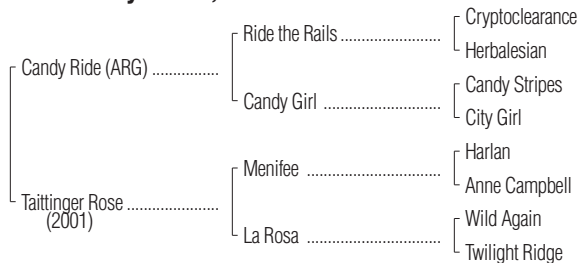 Cryptoclearance
Ride the Rails ..................
Herbalesian
Candy Ride (ARG) ................
Candy Stripes
Candy Girl ........................
City Girl
Harlan
Menifee ............................
Anne Campbell
Taittinger Rose ......................
(2001)
Wild Again
La Rosa ............................
Twilight Ridge